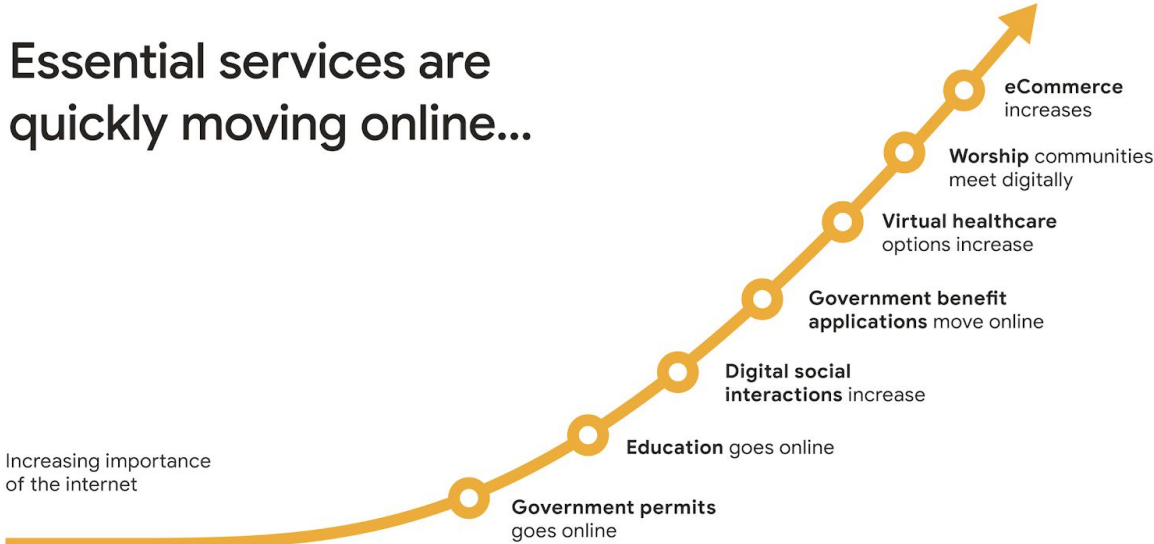 Essential services are
quickly moving online...
eCommerce
increases
Worship communities
meet digitally
Virtual healthcare
options increase
Government benefit
applications move online
Digital social
interactions increase
Education goes online
Increasing importance
of the internet
Government permits
goes online